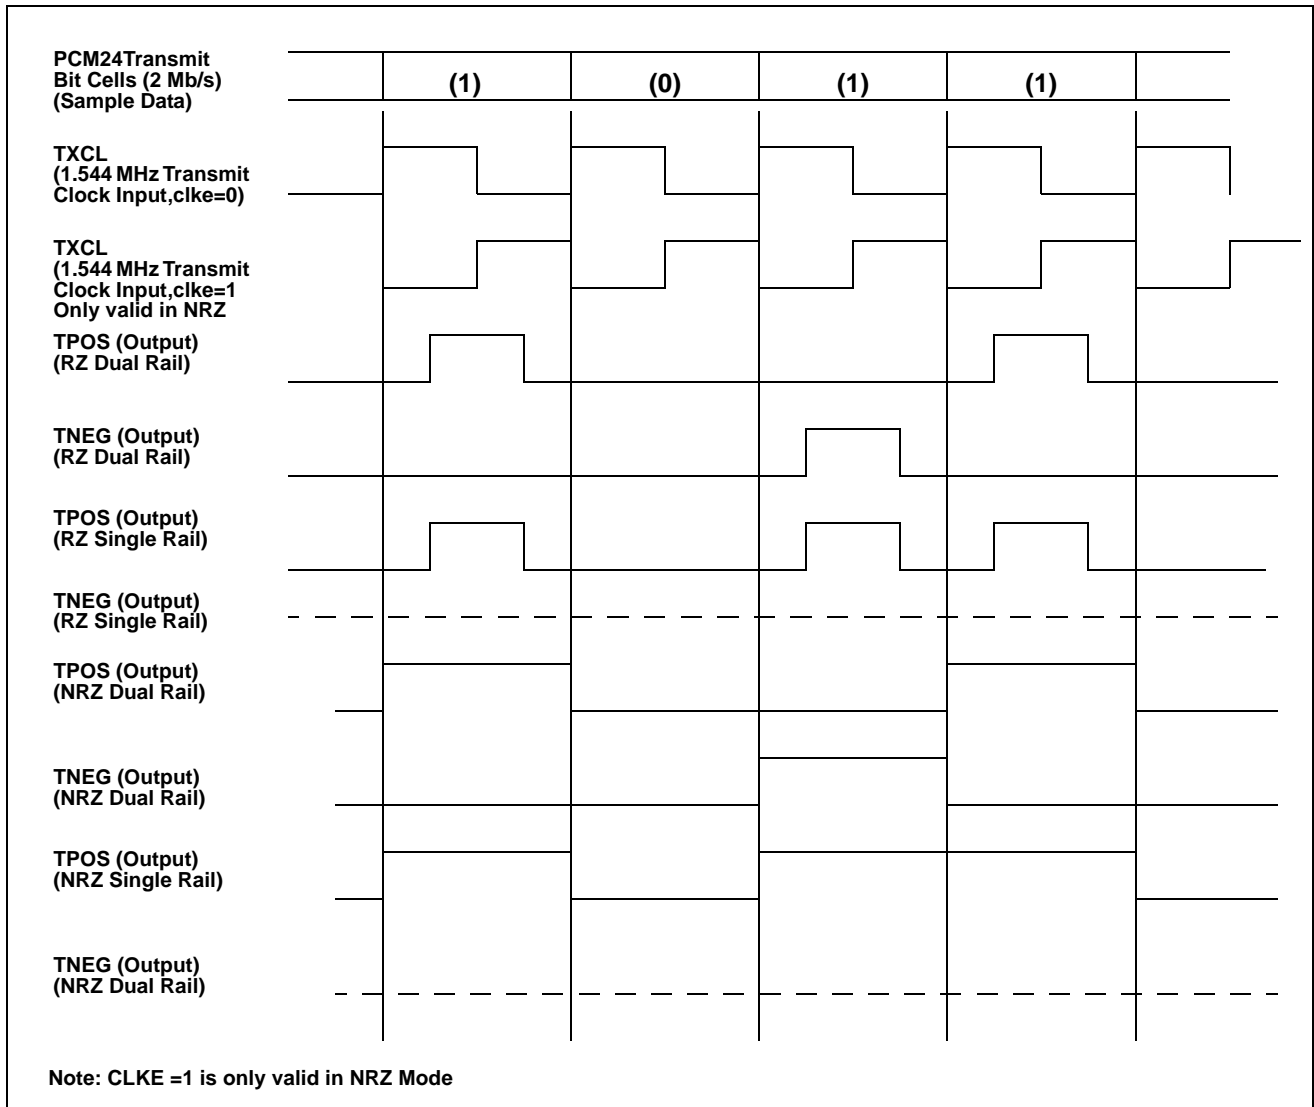 PCM24Transmit
Bit Cells (2 Mb/s)
(Sample Data)
(1)
(0)
(1)
(1)
TXCL
(1.544 MHz Transmit
Clock Input,clke=0)
TXCL
(1.544 MHz Transmit
Clock Input,clke=1
Only valid in NRZ
TPOS (Output)
(RZ Dual Rail)
TNEG (Output)
(RZ Dual Rail)
TPOS (Output)
(RZ Single Rail)
TNEG (Output)
(RZ Single Rail)
TPOS (Output)
(NRZ Dual Rail)
TNEG (Output)
(NRZ Dual Rail)
TPOS (Output)
(NRZ Single Rail)
TNEG (Output)
(NRZ Dual Rail)
Note: CLKE =1 is only valid in NRZ Mode